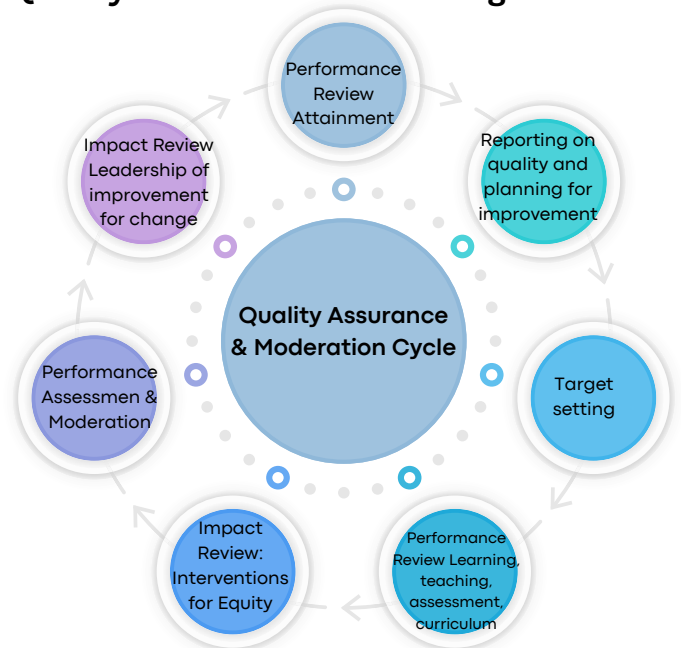 Performance
Review
Attainment
Reporting on
quality and
planning for
improvement
Target
setting
Performance
Review Learning,
teaching,
assessment,
curriculum
Impact
Review:
Interventions
for Equity
Performance
Assessmen &
Moderation
Impact Review
Leadership of
improvement
for change
Quality Assurance
& Moderation Cycle